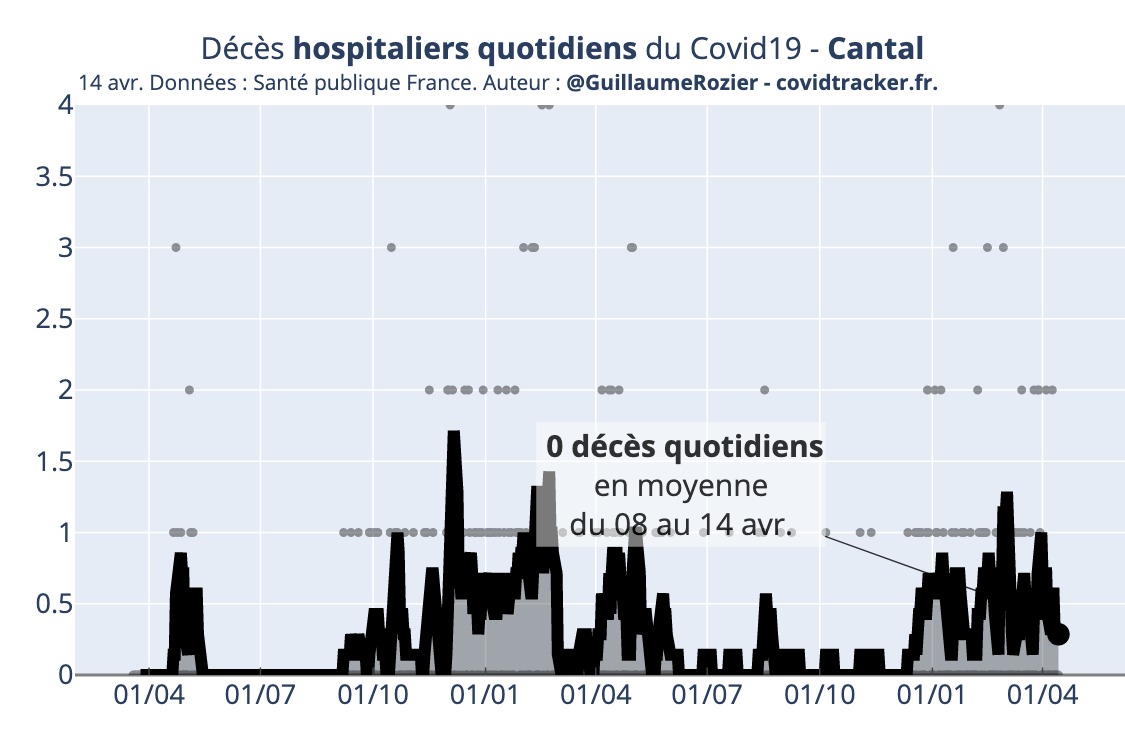 Décès hospitaliers quotidiens du Covid19 - Cantal
14 avr. Données : Santé publique France. Auteur : @GuillaumeRozier - covidtracker.fr.
4
3.5
3
2.5
2
1.5
1
0.5
0
0 décès quotidiens
en moyenne
du 08 au 14 avr.
01/04 01/07 01/10 01/01 01/04 01/07 01/10 01/01 01/04